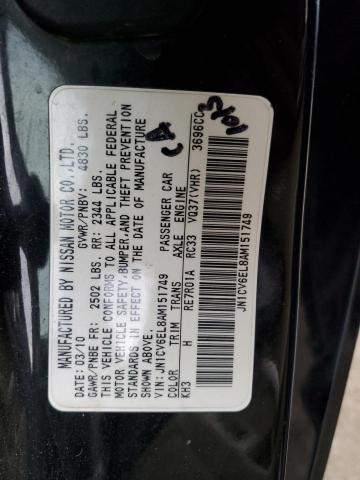 MANUFACTURED BY NISSAN MOTOR CO.,LTD.
03/10 GVWR/PNBV: 4830 LBS.
GAWR/PNBE FR: 2502 LBS. RR: 2344 LBS.
THIS VEHICLE CONFORMS TO ALL APPLICABLE FEDERAL
MOTOR VEHICLE SAFETY,BUMPER,AND THEFT PREVENTION
STANDARDS IN EFFECT ON THE DATE OF MANUFACTURE
SHOWN ABOVE.
VIN: JN1CV6EL8AM151749 PASSENGER CAR
COLOR TRIM TRANS AXLE ENGINE
KH3 H RE7R01A RC33 VQ37(VHR) 3696CC
JN1CV6EL8AM151749
CA